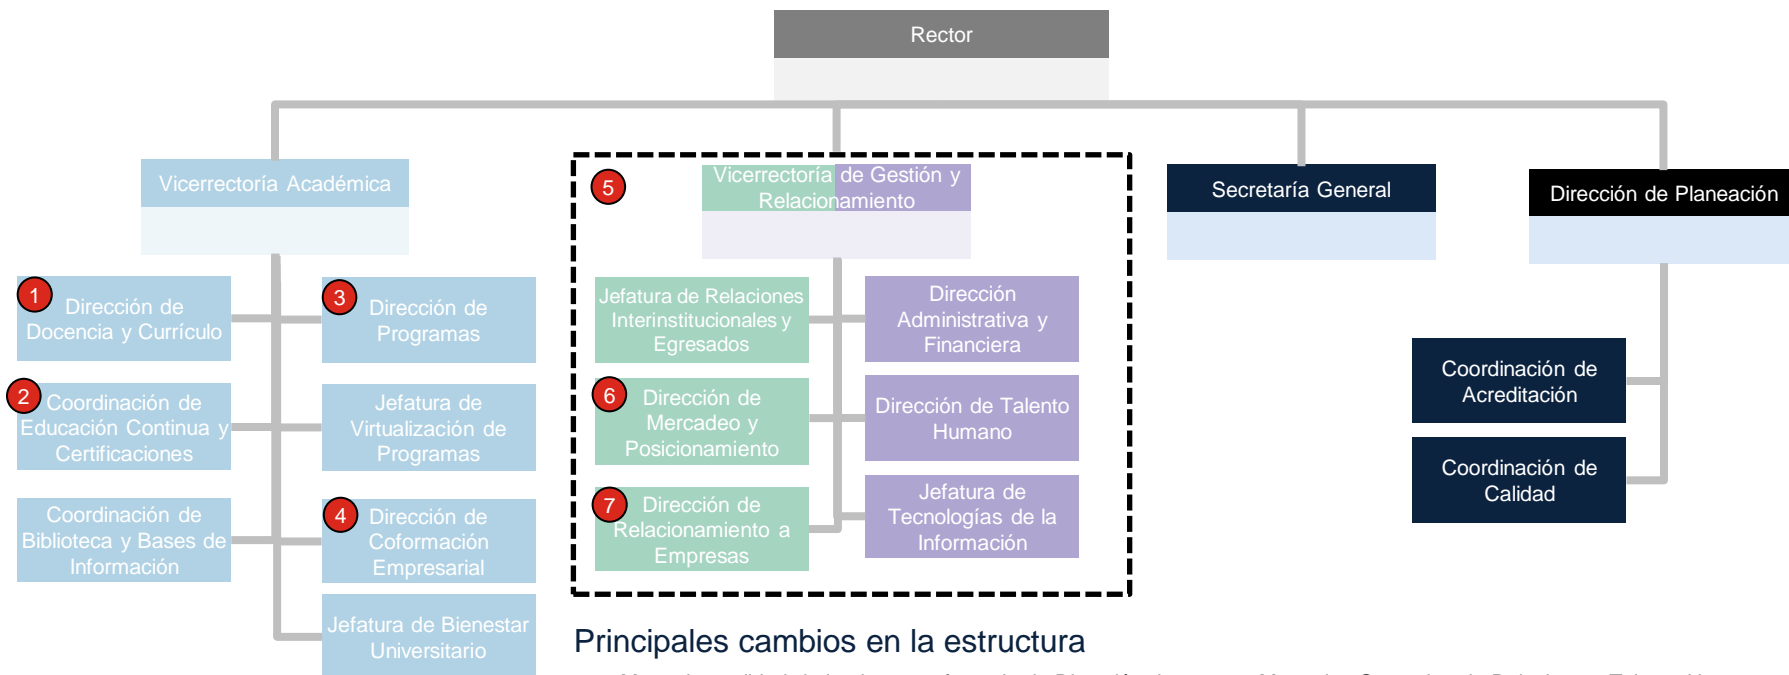 Rector
Vicerrectoría Académica
5
Vicerrectoría de Gestión y
Relacionamiento
Secretaría General
Dirección de Planeación
1
Dirección de
Docencia y Currículo
3
Dirección de
Programas
2
Coordinación de
Educación Continua y
Certificaciones
Jefatura de
Virtualización de
Programas
Coordinación de
Biblioteca y Bases de
Información
4
Dirección de
Coformación
Empresarial
Jefatura de Bienestar
Universitario
Jefatura de Relaciones
Interinstitucionales y
Egresados
Dirección
Administrativa y
Financiera
6
Dirección de
Mercadeo y
Posicionamiento
Dirección de Talento
Humano
7
Dirección de
Relacionamiento a
Empresas
Jefatura de
Tecnologías de la
Información
Coordinación de
Acreditación
Coordinación de
Calidad
Principales cambios en la estructura